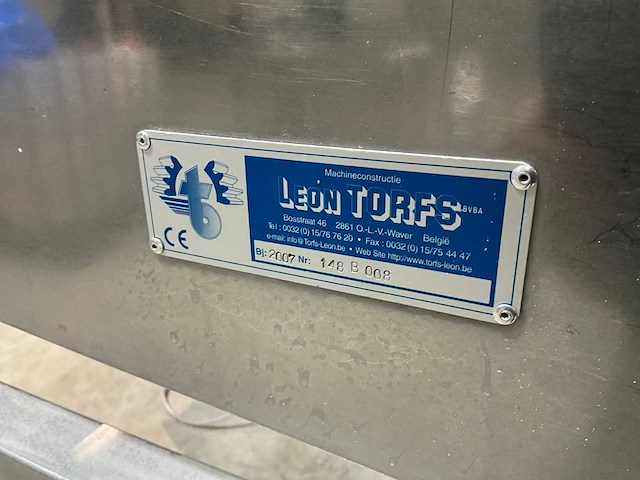 Machineconstructie
LEON TORFS BVBA
Bosstraat 46 2861 O.-L.-V.-Waver België
Tel : 0032 (0) 15/75 76 20 • Fax : 0032 (0) 15/75 44 47
e-mail: info@Torfs-Leon.be • Web Site http://www.torfs-leon.be
Bj: 2007 Nr: 148 B 008
t
CE